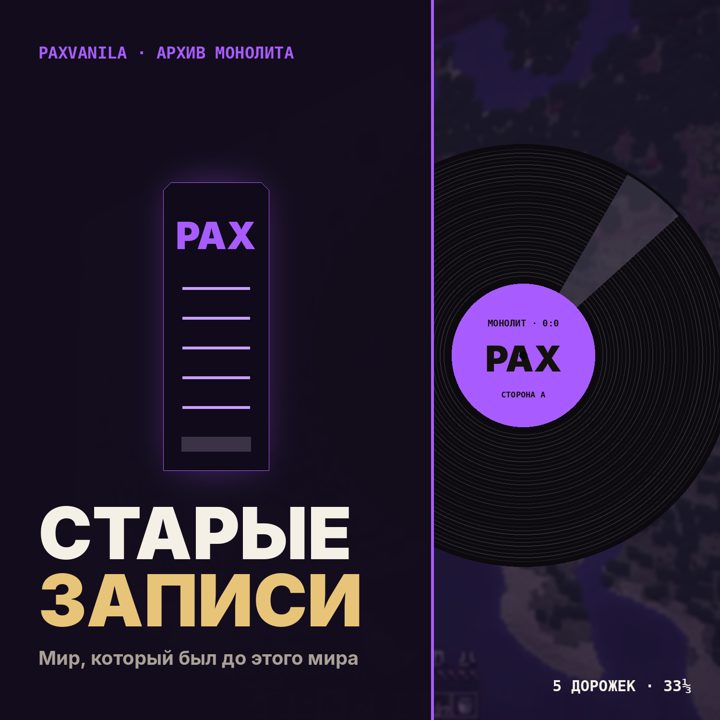 PAXVANILA · АРХИВ МОНОЛИТА
PAX
СТАРЫЕ
ЗАПИСИ
Мир, который был до этого мира
МОНОЛИТ · 0:0
PAX
СТОРОНА А
5 ДОРОЖЕК · 33⅓